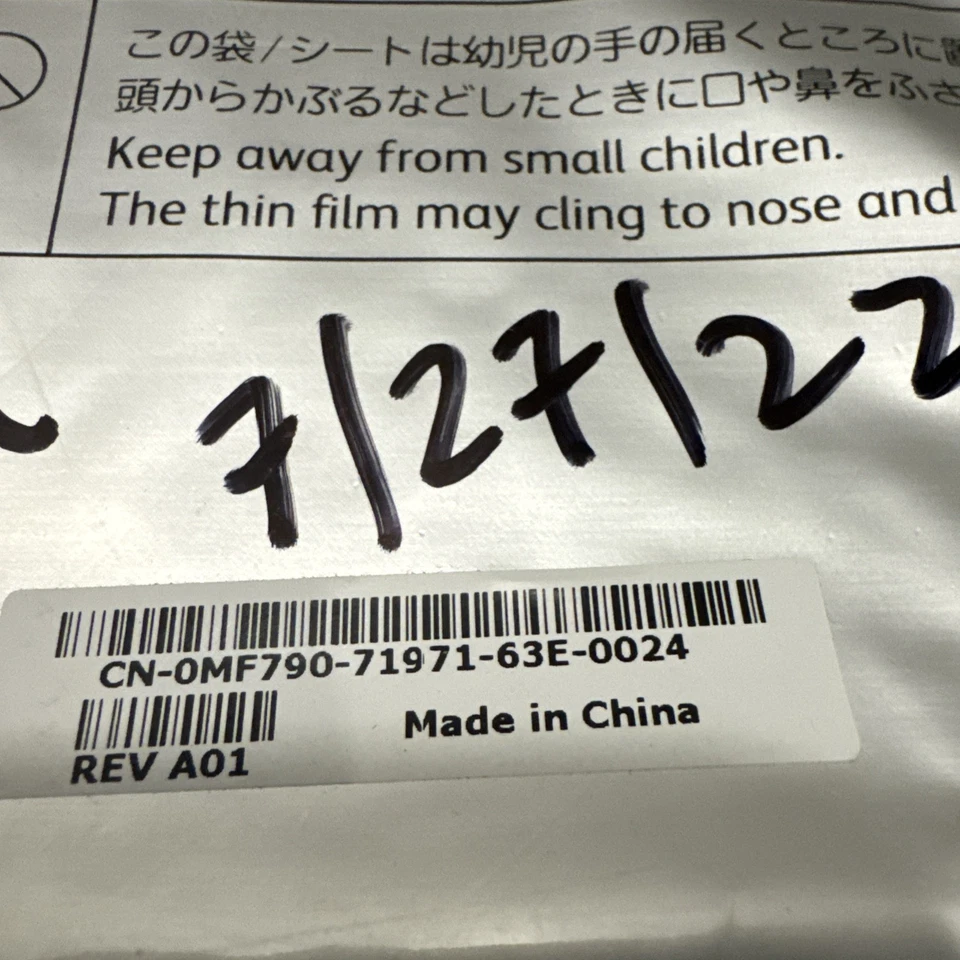 この袋/シートは幼児の手の届くところに置
頭からかぶるなどしたときに口や鼻をふさ
Keep away from small children.
The thin film may cling to nose and
7/27/22
CN-0MF790-71971-63E-0024
REV A01
Made in China